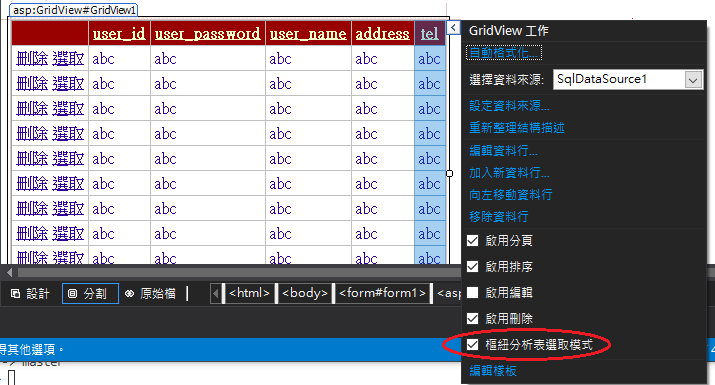 asp:GridView#GridView1
user_id user_password user_name address tel
刪除 選取 abc abc abc abc abc
刪除 選取 abc abc abc abc abc
刪除 選取 abc abc abc abc abc
刪除 選取 abc abc abc abc abc
刪除 選取 abc abc abc abc abc
刪除 選取 abc abc abc abc abc
刪除 選取 abc abc abc abc abc
刪除 選取 abc abc abc abc abc
刪除 選取 abc abc abc abc abc
GridView 工作
自動格式化...
選擇資料來源: SqlDataSource1
設定資料來源...
重新整理結構描述
編輯資料行...
加入新資料行...
向左移動資料行
移除資料行
啟用分頁
啟用排序
啟用編輯
啟用刪除
樞紐分析表選取模式
編輯樣板
設計 分割 原始檔 <html> <body> <form#form1> <asp
得其他選項。
-> master